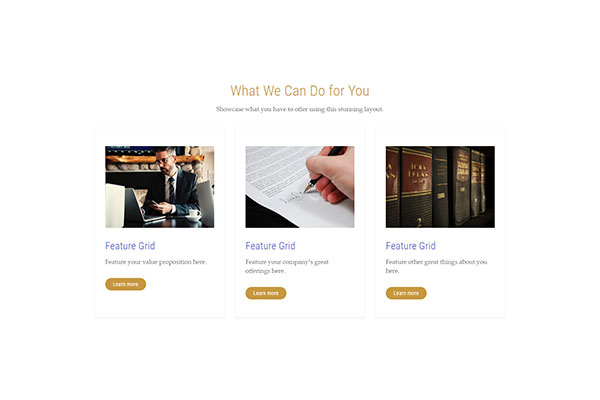 What We Can Do for You
Showcase what you have to offer using this stunning layout.
Feature Grid
Feature your value proposition here.
Learn more
Feature Grid
Feature your company's great
offerings here.
Learn more
Feature Grid
Feature other great things about you
here.
Learn more